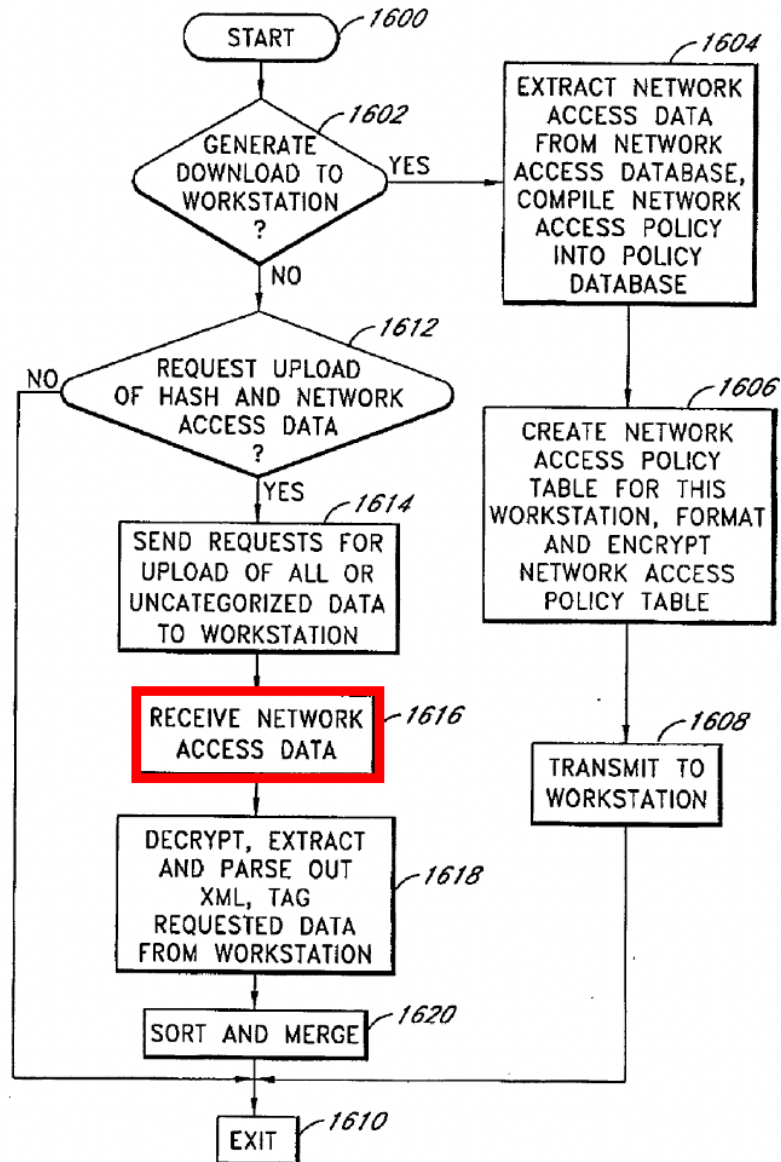 START
1600
GENERATE
DOWNLOAD TO
WORKSTATION
?
1602
YES
NO
EXTRACT NETWORK
ACCESS DATA
FROM NETWORK
ACCESS DATABASE,
COMPILE NETWORK
ACCESS POLICY
INTO POLICY
DATABASE
1604
REQUEST UPLOAD
OF HASH AND NETWORK
ACCESS DATA
?
1612
NO
YES
CREATE NETWORK
ACCESS POLICY
TABLE FOR THIS
WORKSTATION, FORMAT
AND ENCRYPT
NETWORK ACCESS
POLICY TABLE
1606
SEND REQUESTS FOR
UPLOAD OF ALL OR
UNCATEGORIZED DATA
TO WORKSTATION
1614
RECEIVE NETWORK
ACCESS DATA
1616
TRANSMIT TO
WORKSTATION
1608
DECRYPT, EXTRACT
AND PARSE OUT
XML, TAG
REQUESTED DATA
FROM WORKSTATION
1618
SORT AND MERGE
1620
EXIT
1610